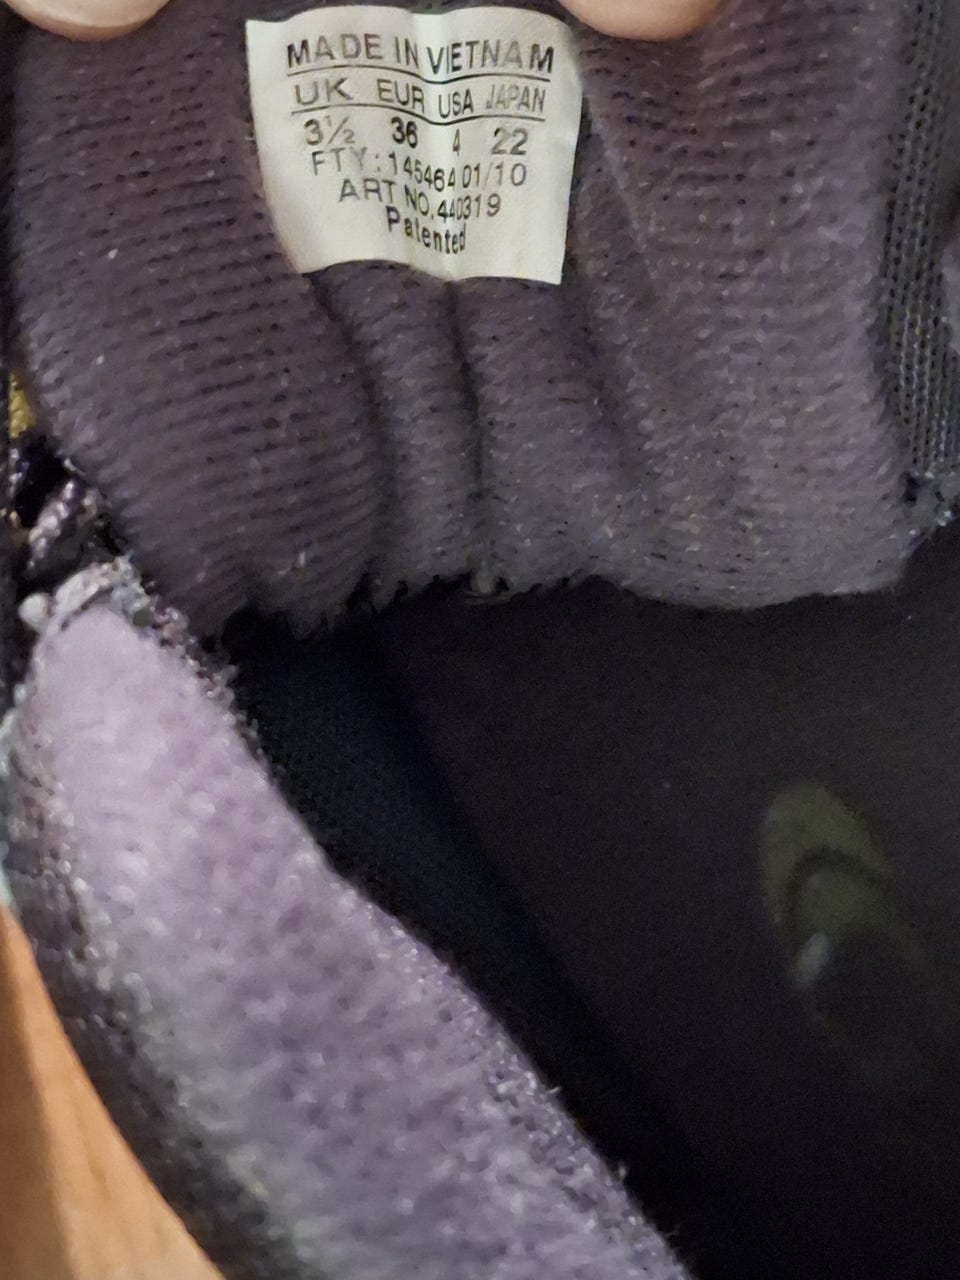 MADE IN VIETNAM
UK EUR USA JAPAN
3½ 36 4 22
FTY:145464 01/10
ART NO.440319
Patented